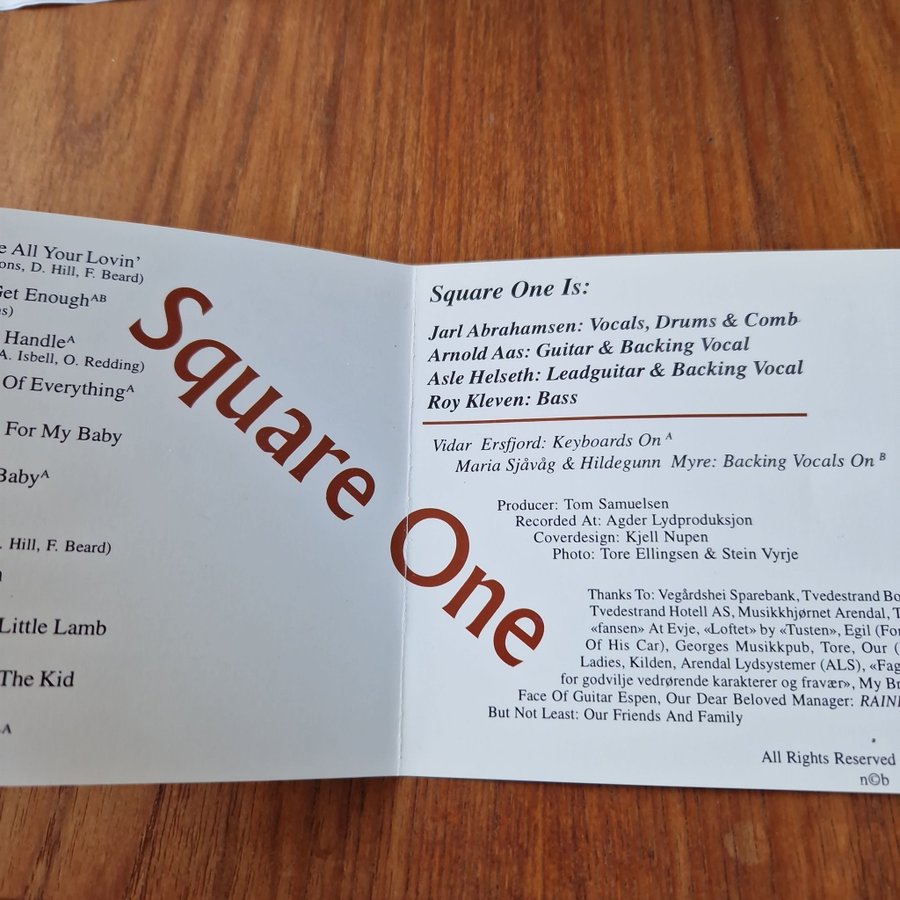 e All Your Lovin'
ons, D. Hill, F. Beard)
Get Enough ᴬᴮ
s)
Handle ᴬ
A. Isbell, O. Redding)
Of Everything ᴬ
For My Baby
Baby ᴬ
. Hill, F. Beard)
Little Lamb
The Kid
ᴬ
Square One
Square One Is:
Jarl Abrahamsen: Vocals, Drums & Comb
Arnold Aas: Guitar & Backing Vocal
Asle Helseth: Leadguitar & Backing Vocal
Roy Kleven: Bass
Vidar Ersfjord: Keyboards On ᴬ
Maria Sjåvåg & Hildegunn Myre: Backing Vocals On ᴮ
Producer: Tom Samuelsen
Recorded At: Agder Lydproduksjon
Coverdesign: Kjell Nupen
Photo: Tore Ellingsen & Stein Vyrje
Thanks To: Vegårdshei Sparebank, Tvedestrand Bo
Tvedestrand Hotell AS, Musikkhjørnet Arendal, T
«fansen» At Evje, «Loftet» by «Tusten», Egil (For
Of His Car), Georges Musikkpub, Tore, Our (
Ladies, Kilden, Arendal Lydsystemer (ALS), «Fag
for godvilje vedrørende karakterer og fravær», My Br
Face Of Guitar Espen, Our Dear Beloved Manager: RAIN
But Not Least: Our Friends And Family
All Rights Reserved
n©b